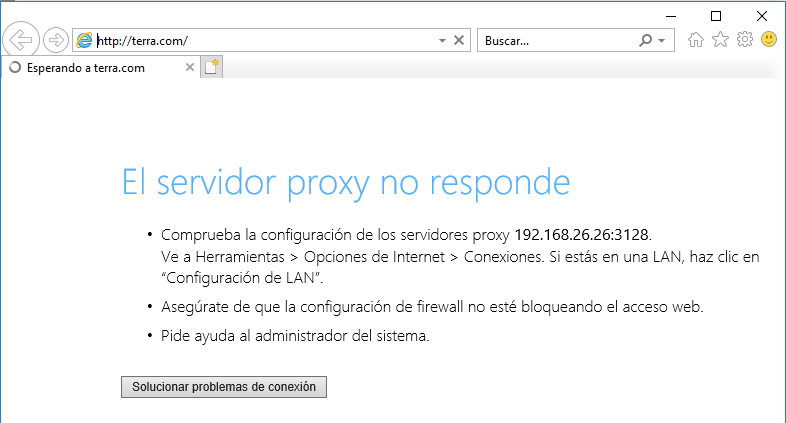 http://terra.com/
Buscar...
Esperando a terra.com
El servidor proxy no responde
• Comprueba la configuración de los servidores proxy 192.168.26.26:3128.
Ve a Herramientas > Opciones de Internet > Conexiones. Si estás en una LAN, haz clic en
“Configuración de LAN”.
• Asegúrate de que la configuración de firewall no esté bloqueando el acceso web.
• Pide ayuda al administrador del sistema.
Solucionar problemas de conexión